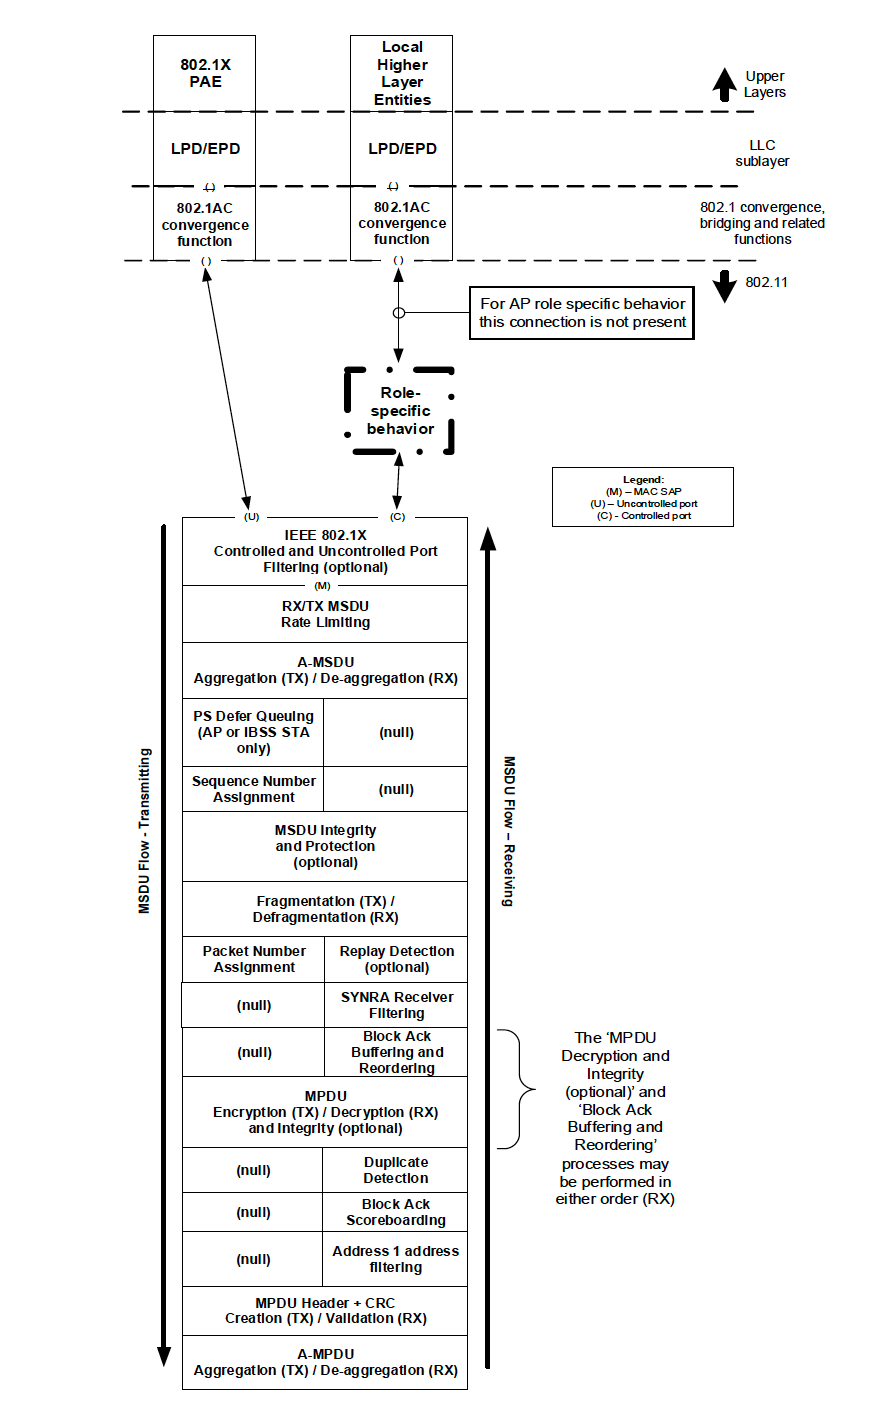 802.1X
PAE
Local
Higher
Layer
Entities
Upper
Layers
LPD/EPD
LPD/EPD
LLC
sublayer
( )
( )
802.1AC
convergence
function
802.1AC
convergence
function
802.1 convergence,
bridging and related
functions
( )
( )
802.11
For AP role specific behavior
this connection is not present
Role-
specific
behavior
Legend:
(M) – MAC SAP
(U) – Uncontrolled port
(C) - Controlled port
(U)
(C)
IEEE 802.1X
Controlled and Uncontrolled Port
Filtering (optional)
(M)
RX/TX MSDU
Rate Limiting
A-MSDU
Aggregation (TX) / De-aggregation (RX)
PS Defer Queuing
(AP or IBSS STA
only)
(null)
Sequence Number
Assignment
(null)
MSDU Flow - Transmitting
MSDU Flow – Receiving
MSDU Integrity
and Protection
(optional)
Fragmentation (TX) /
Defragmentation (RX)
Packet Number
Assignment
Replay Detection
(optional)
(null)
SYNRA Receiver
Filtering
(null)
Block Ack
Buffering and
Reordering
MPDU
Encryption (TX) / Decryption (RX)
and Integrity (optional)
The ‘MPDU
Decryption and
Integrity
(optional)’ and
‘Block Ack
Buffering and
Reordering’
processes may
be performed in
either order (RX)
(null)
Duplicate
Detection
(null)
Block Ack
Scoreboarding
(null)
Address 1 address
filtering
MPDU Header + CRC
Creation (TX) / Validation (RX)
A-MPDU
Aggregation (TX) / De-aggregation (RX)